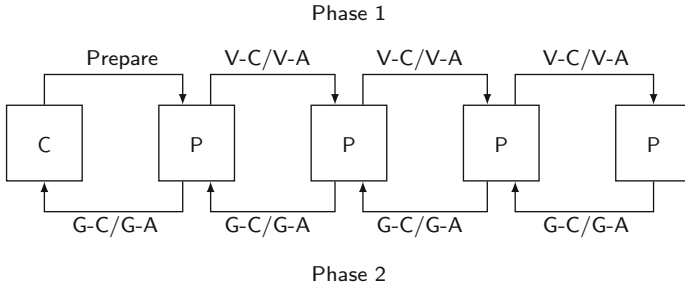 Phase 1
Prepare V-C/V-A V-C/V-A V-C/V-A
C P P P P
G-C/G-A G-C/G-A G-C/G-A G-C/G-A
Phase 2